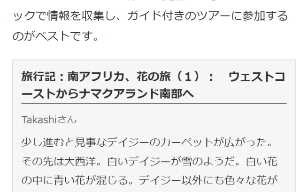 ックで情報を収集し、ガイド付きのツアーに参加する
のがベストです。
旅行記：南アフリカ、花の旅（１）：　ウェストコ
ーストからナマクアランド南部へ
Takashiさん
少し進むと見事なデイジーのカーペットが広がった。
その先は大西洋。白いデイジーが雪のようだ。白い花
の中に青い花が混じる。デイジー以外にも色々な花が